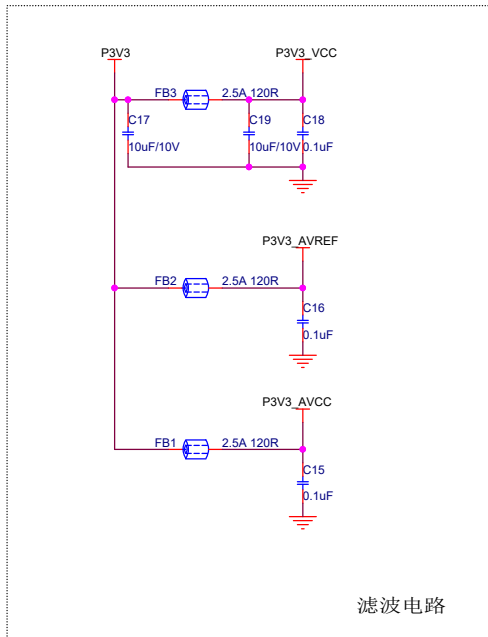 P3V3 P3V3_VCC
FB3 2.5A 120R
C17 C19 C18
10uF/10V 10uF/10V 0.1uF
P3V3_AVREF
FB2 2.5A 120R
C16
0.1uF
P3V3_AVCC
FB1 2.5A 120R
C15
0.1uF
滤波电路